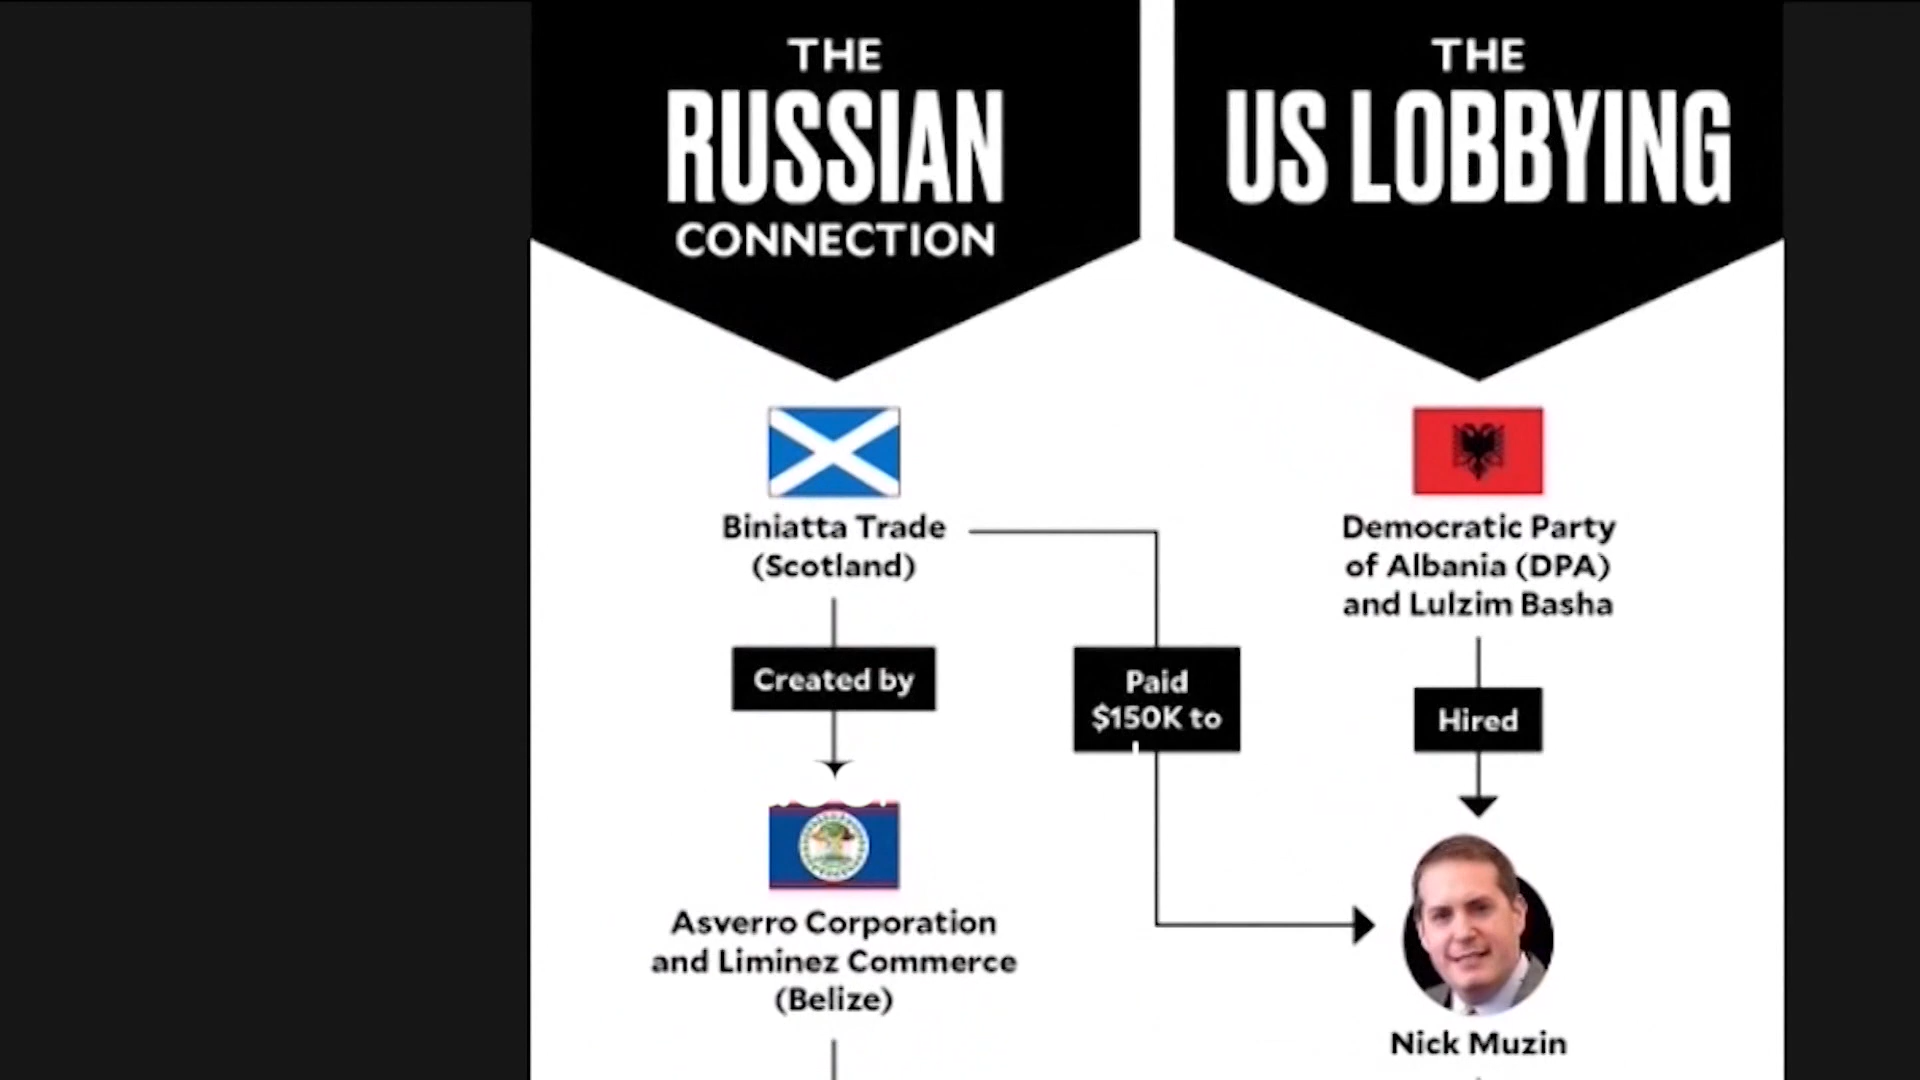 THE
RUSSIAN
CONNECTION
Biniatta Trade
(Scotland)
Created by
Asverro Corporation
and Liminez Commerce
(Belize)
Paid
$150K to
THE
US LOBBYING
Democratic Party
of Albania (DPA)
and Lulzim Basha
Hired
Nick Muzin